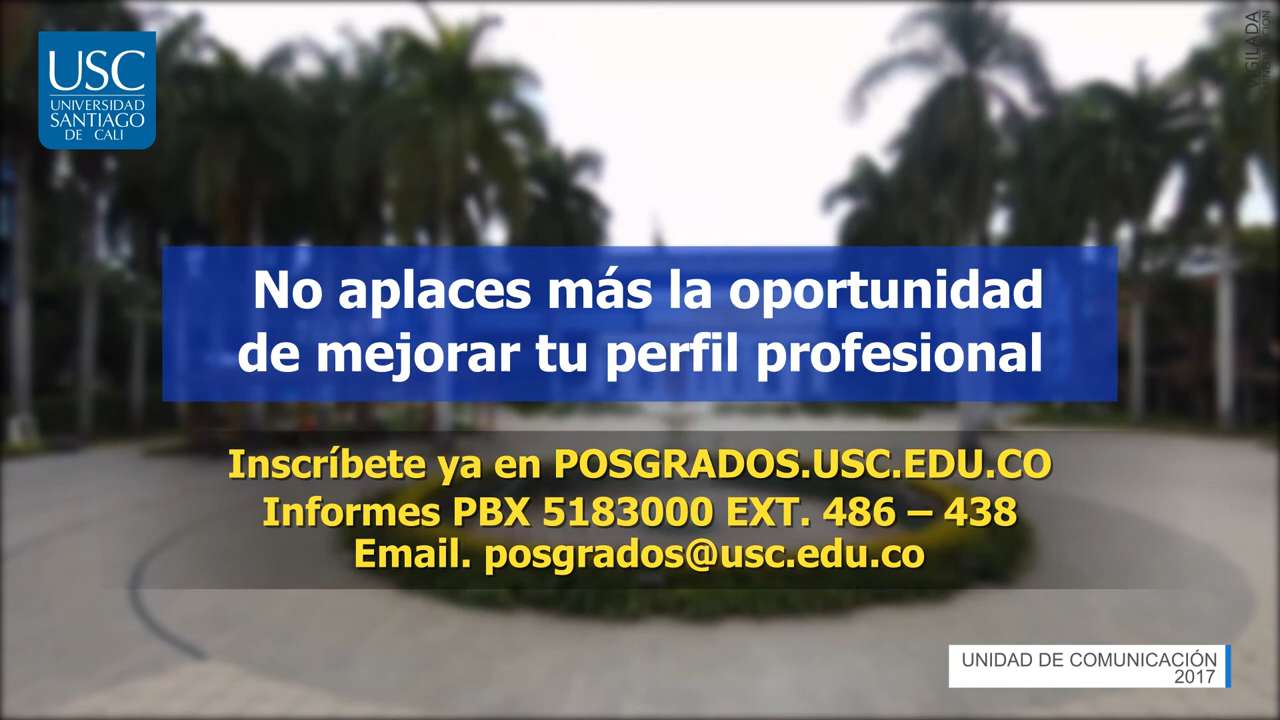 USC
UNIVERSIDAD
SANTIAGO
DE CALI
VIGILADA
No aplaces más la oportunidad
de mejorar tu perfil profesional
Inscríbete ya en POSGRADOS.USC.EDU.CO
Informes PBX 5183000 EXT. 486 – 438
Email. posgrados@usc.edu.co
UNIDAD DE COMUNICACIÓN
2017